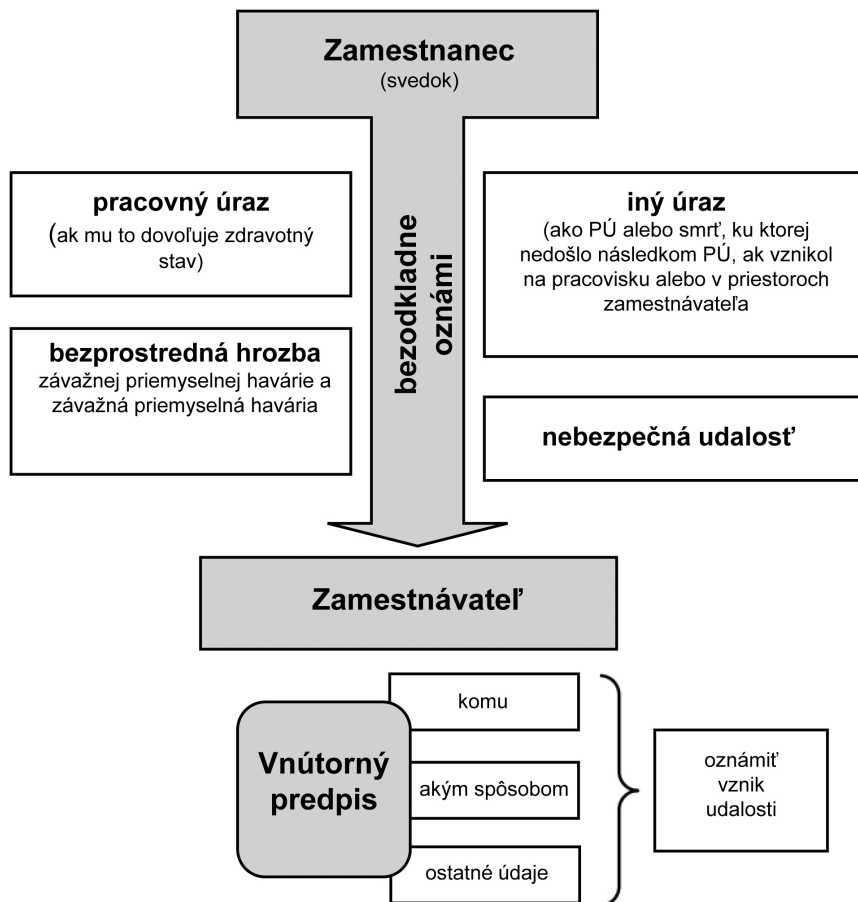 Zamestnanec
(svedok)
bezodkladne
oznámi
pracovný úraz
(ak mu to dovoľuje zdravotný
stav)
bezprostredná hrozba
závažnej priemyselnej havárie a
závažná priemyselná havária
iný úraz
(ako PÚ alebo smrť, ku ktorej
nedošlo následkom PÚ, ak vznikol
na pracovisku alebo v priestoroch
zamestnávateľa
nebezpečná udalosť
Zamestnávateľ
Vnútorný
predpis
komu
akým spôsobom
ostatné údaje
oznámiť
vznik
udalosti